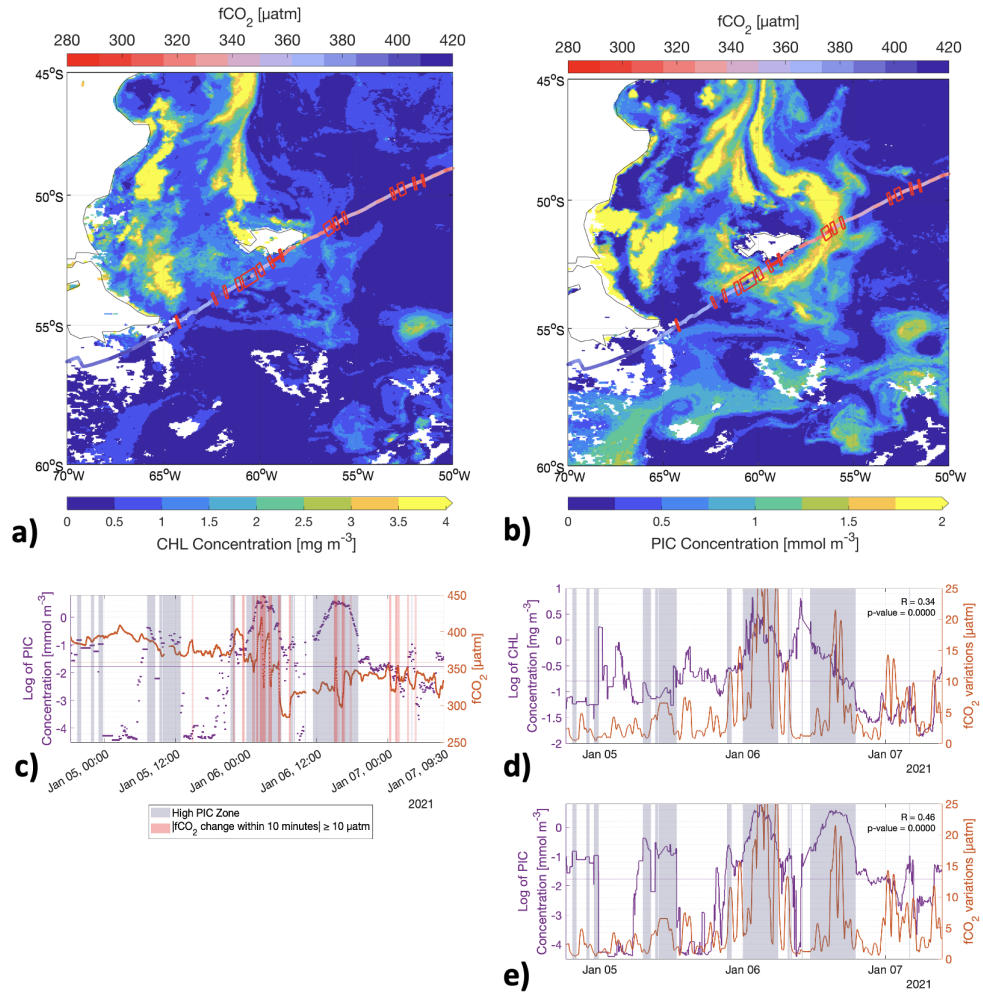 fCO2 [µatm]
280 300 320 340 360 380 400 420
45°S
50°S
55°S
60°S
70°W 65°W 60°W 55°W 50°W
0 0.5 1 1.5 2 2.5 3 3.5 4
CHL Concentration [mg m-3]
a)
fCO2 [µatm]
280 300 320 340 360 380 400 420
45°S
50°S
55°S
60°S
70°W 65°W 60°W 55°W 50°W
0 0.5 1 1.5 2
PIC Concentration [mmol m-3]
b)
Log of PIC
Concentration [mmol m-3]
0
-1
-2
-3
-4
450
400
350
300
250
fCO2 [µatm]
Jan 05, 00:00
Jan 05, 12:00
Jan 06, 00:00
Jan 06, 12:00
Jan 07, 00:00
Jan 07, 09:30
2021
c)
High PIC Zone
|fCO2 change within 10 minutes| ≥ 10 µatm
Log of CHL
Concentration [mg m-3]
1
0.5
0
-0.5
-1
-1.5
-2
R = 0.34
p-value = 0.0000
25
20
15
10
5
0
fCO2 variations [µatm]
Jan 05 Jan 06 Jan 07
2021
d)
Log of PIC
Concentration [mmol m-3]
0
-1
-2
-3
-4
R = 0.46
p-value = 0.0000
25
20
15
10
5
0
fCO2 variations [µatm]
Jan 05 Jan 06 Jan 07
2021
e)